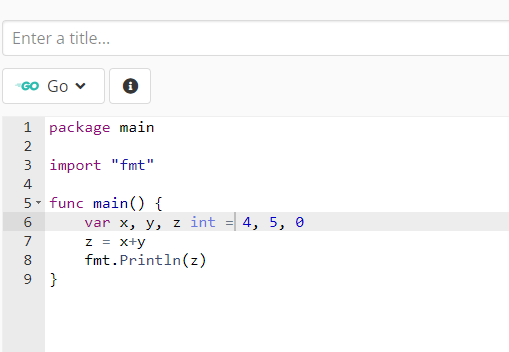 Enter a title...
GO Go
1 package main
2
3 import "fmt"
4
5 func main() {
6 var x, y, z int = 4, 5, 0
7 z = x+y
8 fmt.Println(z)
9 }